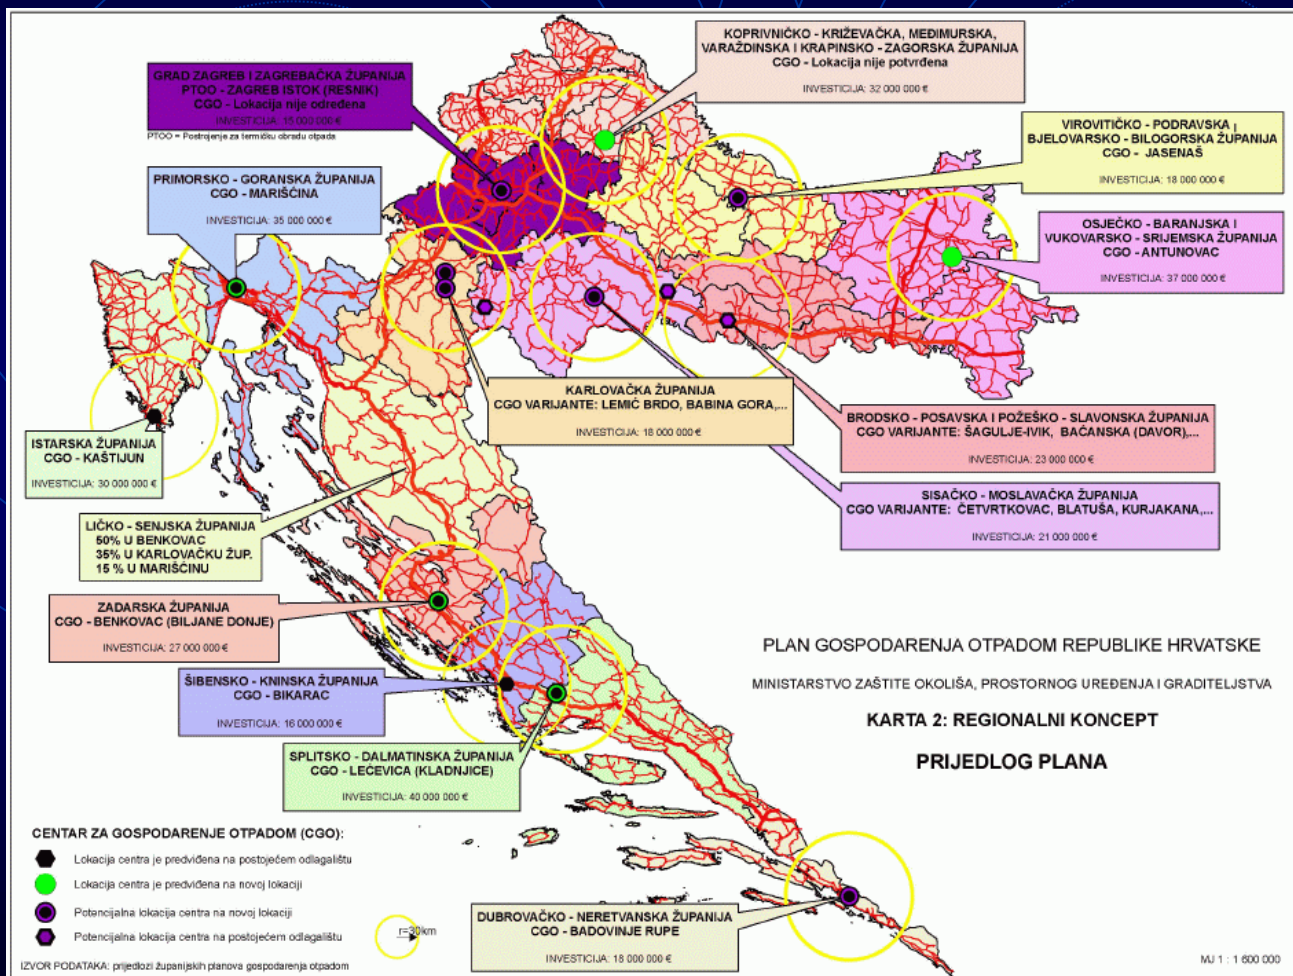 KOPRIVNIČKO - KRIŽEVAČKA, MEĐIMURSKA,
VARAŽDINSKA I KRAPINSKO - ZAGORSKA ŽUPANIJA
CGO - Lokacija nije potvrđena
INVESTICIJA: 32 000 000 €
GRAD ZAGREB I ZAGREBAČKA ŽUPANIJA
PTOO - ZAGREB ISTOK (RESNIK)
CGO - Lokacija nije određena
INVESTICIJA: 15 000 000 €
PTOO = Postrojenje za termičku obradu otpada
VIROVITIČKO - PODRAVSKA I
BJELOVARSKO - BILOGORSKA ŽUPANIJA
CGO - JASENAŠ
INVESTICIJA: 18 000 000 €
PRIMORSKO - GORANSKA ŽUPANIJA
CGO - MARIŠĆINA
INVESTICIJA: 35 000 000 €
OSJEČKO - BARANJSKA I
VUKOVARSKO - SRIJEMSKA ŽUPANIJA
CGO - ANTUNOVAC
INVESTICIJA: 37 000 000 €
KARLOVAČKA ŽUPANIJA
CGO VARIJANTE: LEMIĆ BRDO, BABINA GORA,...
INVESTICIJA: 18 000 000 €
BRODSKO - POSAVSKA I POŽEŠKO - SLAVONSKA ŽUPANIJA
CGO VARIJANTE: ŠAGULJE-IVIK, BAČANSKA (DAVOR),...
INVESTICIJA: 23 000 000 €
ISTARSKA ŽUPANIJA
CGO - KAŠTIJUN
INVESTICIJA: 30 000 000 €
SISAČKO - MOSLAVAČKA ŽUPANIJA
CGO VARIJANTE: ČETVRTKOVAC, BLATUŠA, KURJAKANA,...
INVESTICIJA: 21 000 000 €
LIČKO - SENJSKA ŽUPANIJA
50% U BENKOVAC
35% U KARLOVAČKU ŽUP.
15 % U MARIŠĆINU
ZADARSKA ŽUPANIJA
CGO - BENKOVAC (BILJANE DONJE)
INVESTICIJA: 27 000 000 €
ŠIBENSKO - KNINSKA ŽUPANIJA
CGO - BIKARAC
INVESTICIJA: 16 000 000 €
SPLITSKO - DALMATINSKA ŽUPANIJA
CGO - LEĆEVICA (KLADNJICE)
INVESTICIJA: 40 000 000 €
PLAN GOSPODARENJA OTPADOM REPUBLIKE HRVATSKE
MINISTARSTVO ZAŠTITE OKOLIŠA, PROSTORNOG UREĐENJA I GRADITELJSTVA
KARTA 2: REGIONALNI KONCEPT
PRIJEDLOG PLANA
CENTAR ZA GOSPODARENJE OTPADOM (CGO):
Lokacija centra je predviđena na postojećem odlagalištu
Lokacija centra je predviđena na novoj lokaciji
Potencijalna lokacija centra na novoj lokaciji
Potencijalna lokacija centra na postojećem odlagalištu
r=30km
DUBROVAČKO - NERETVANSKA ŽUPANIJA
CGO - BADOVINJE RUPE
INVESTICIJA: 18 000 000 €
IZVOR PODATAKA: prijedlozi županijskih planova gospodarenja otpadom
MJ 1 : 1 600 000